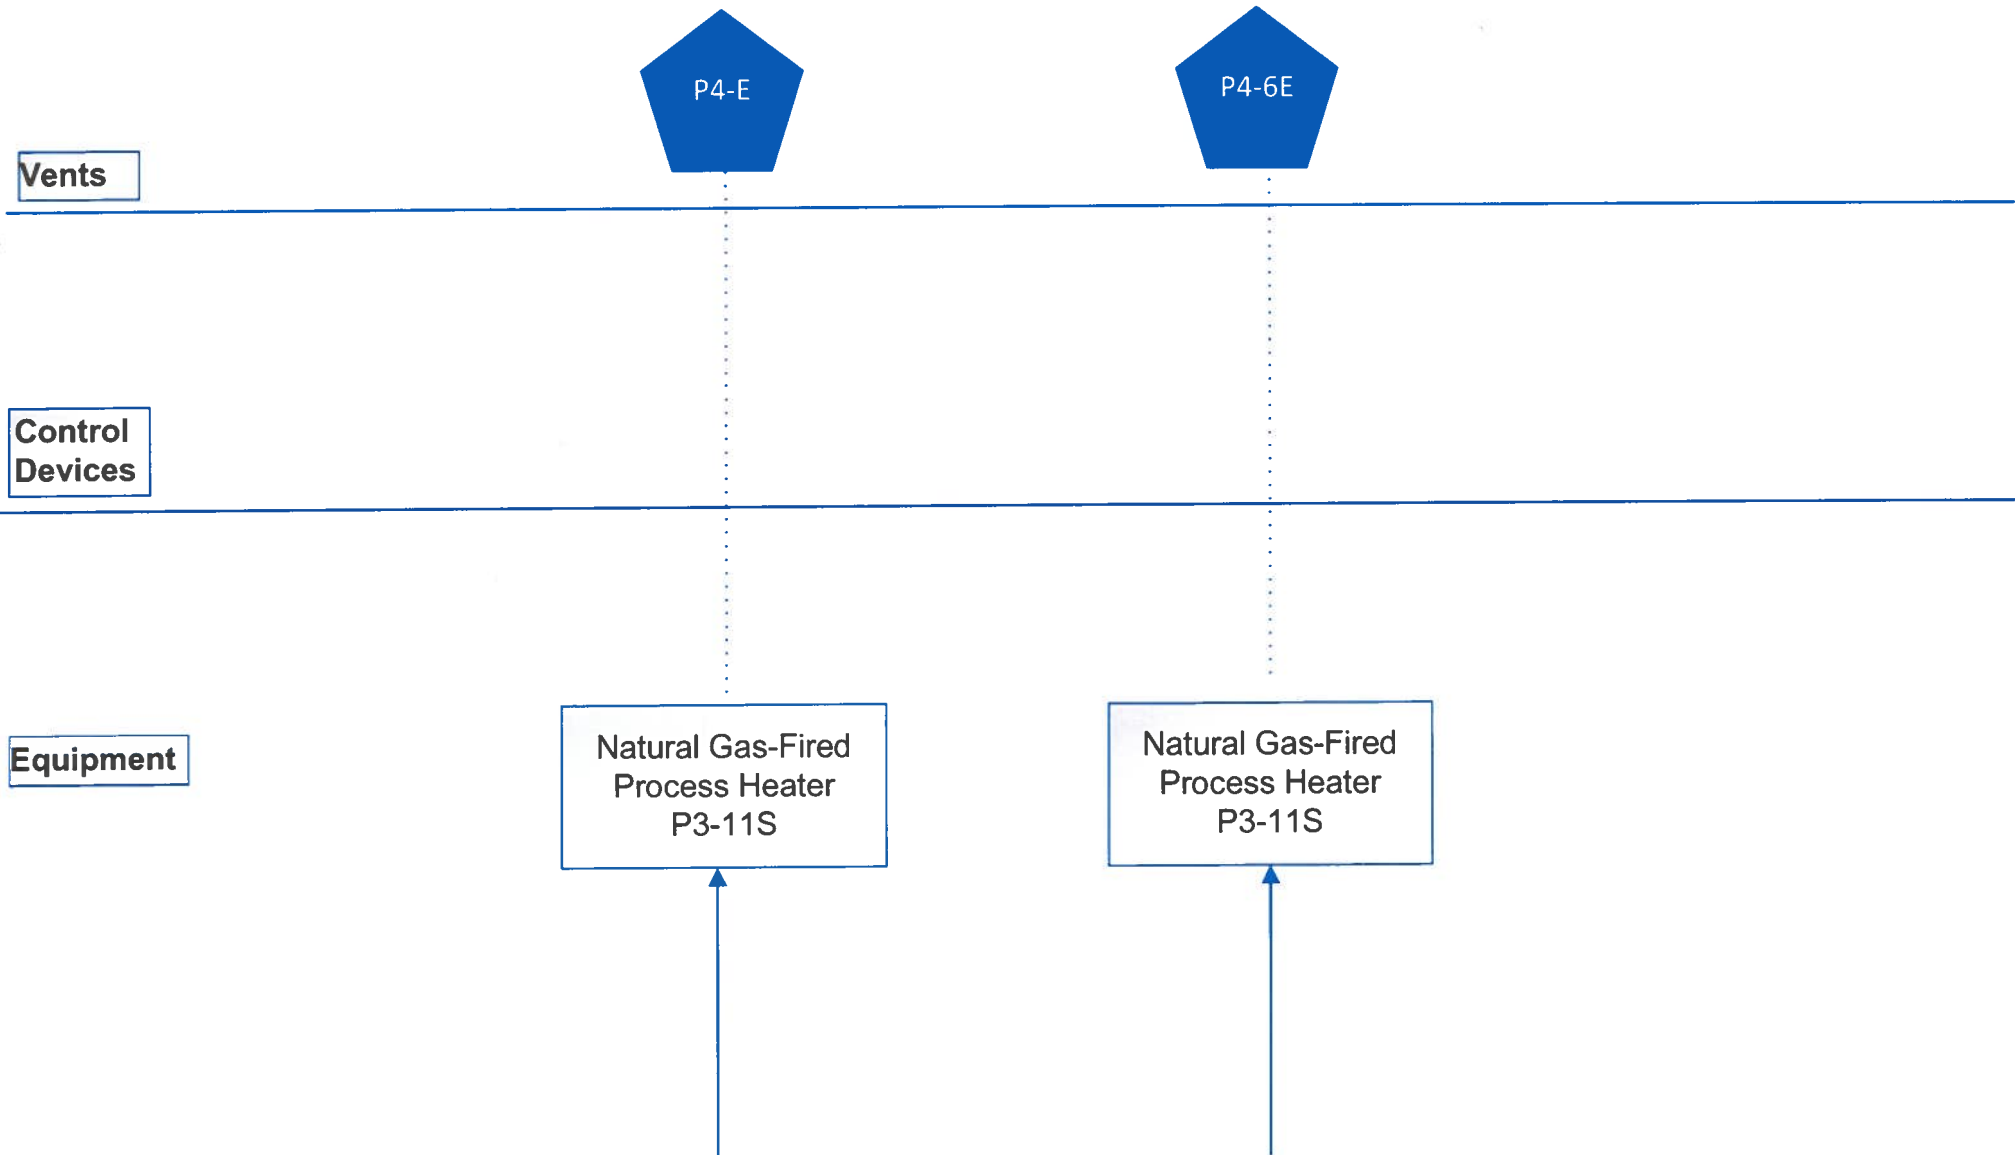 P4-E
P4-6E
Vents
Control
Devices
Equipment
Natural Gas-Fired
Process Heater
P3-11S
Natural Gas-Fired
Process Heater
P3-11S